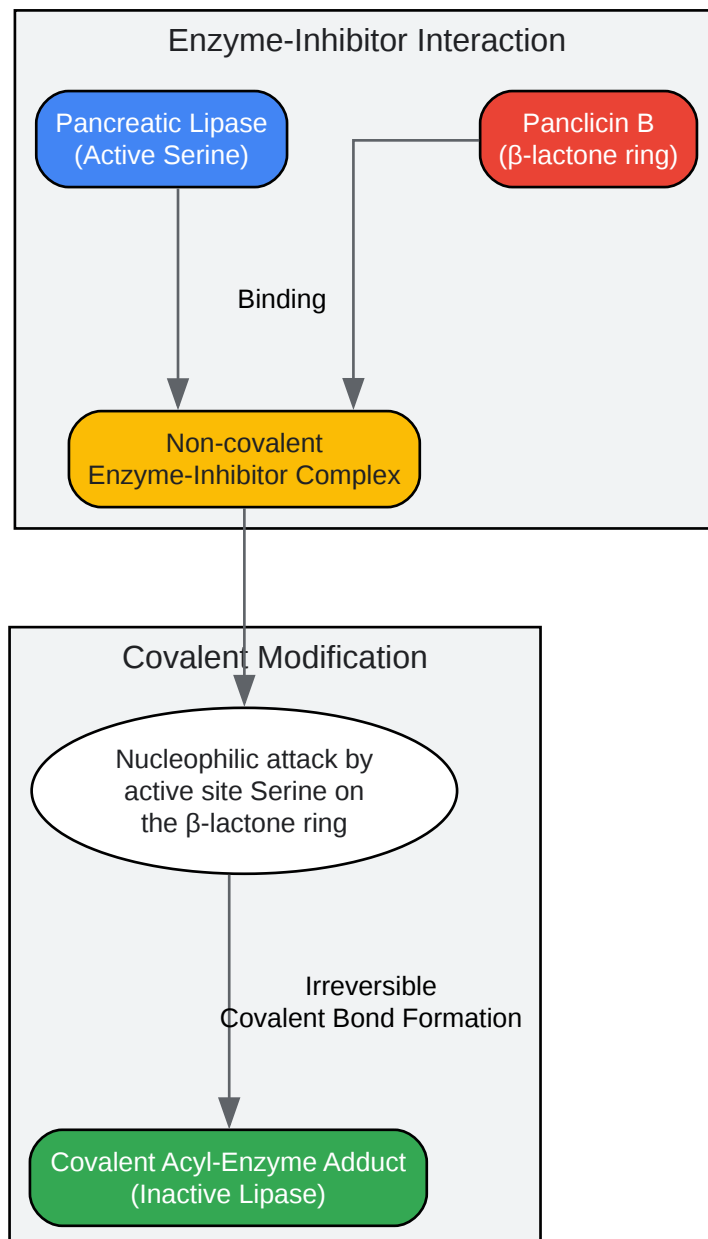 Enzyme-Inhibitor Interaction
Pancreatic Lipase
(Active Serine)
Panclicin B
(β-lactone ring)
Binding
Non-covalent
Enzyme-Inhibitor Complex
Covalent Modification
Nucleophilic attack by
active site Serine on
the β-lactone ring
Irreversible
Covalent Bond Formation
Covalent Acyl-Enzyme Adduct
(Inactive Lipase)